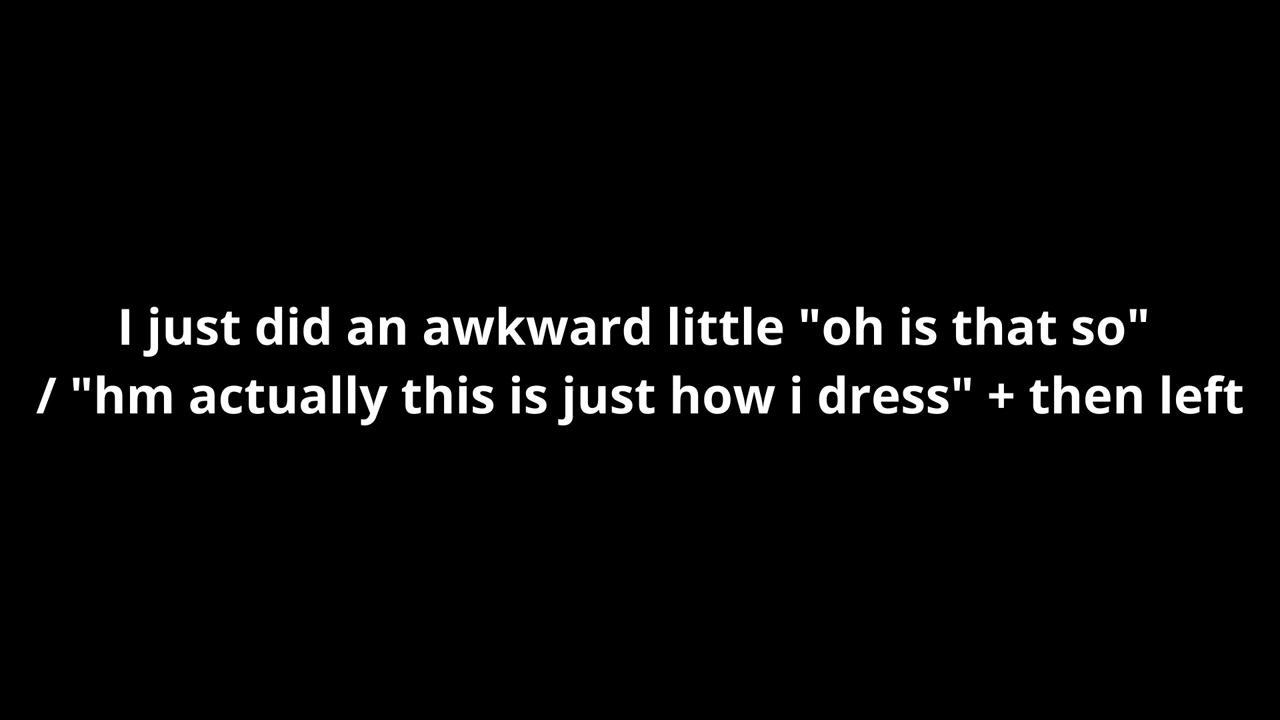 I just did an awkward little "oh is that so"
/ "hm actually this is just how i dress" + then left